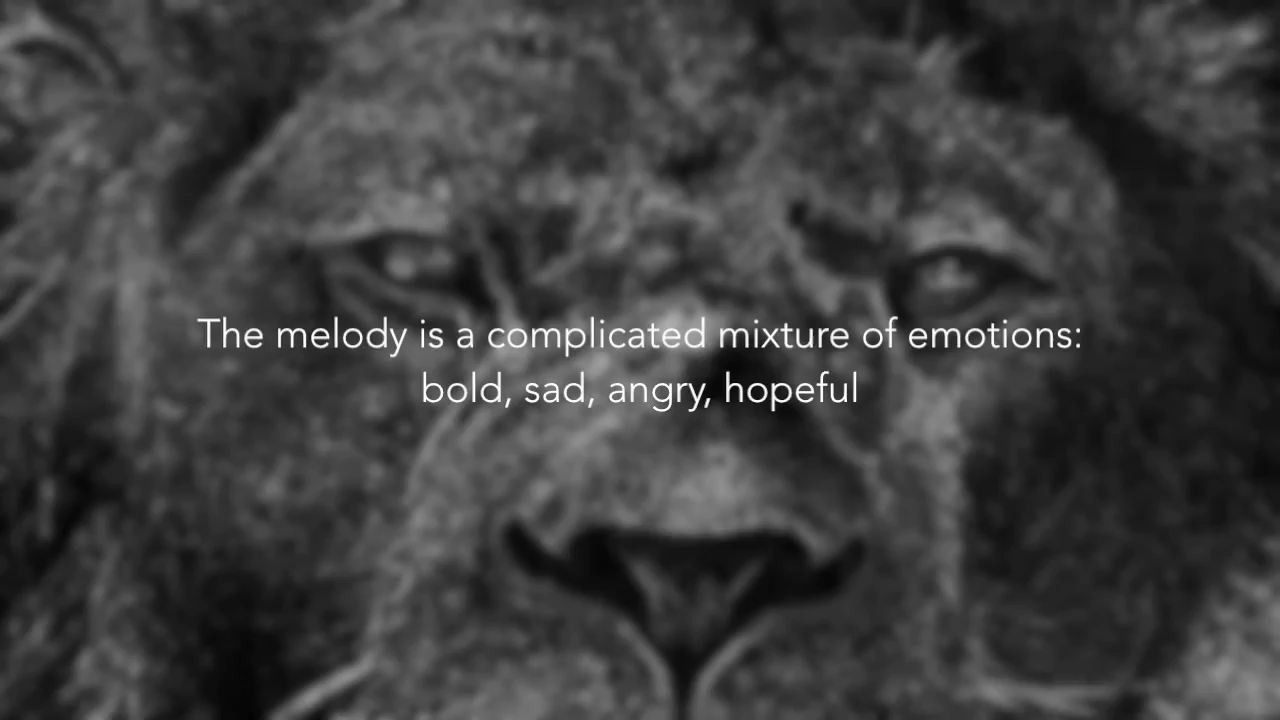 The melody is a complicated mixture of emotions:
bold, sad, angry, hopeful